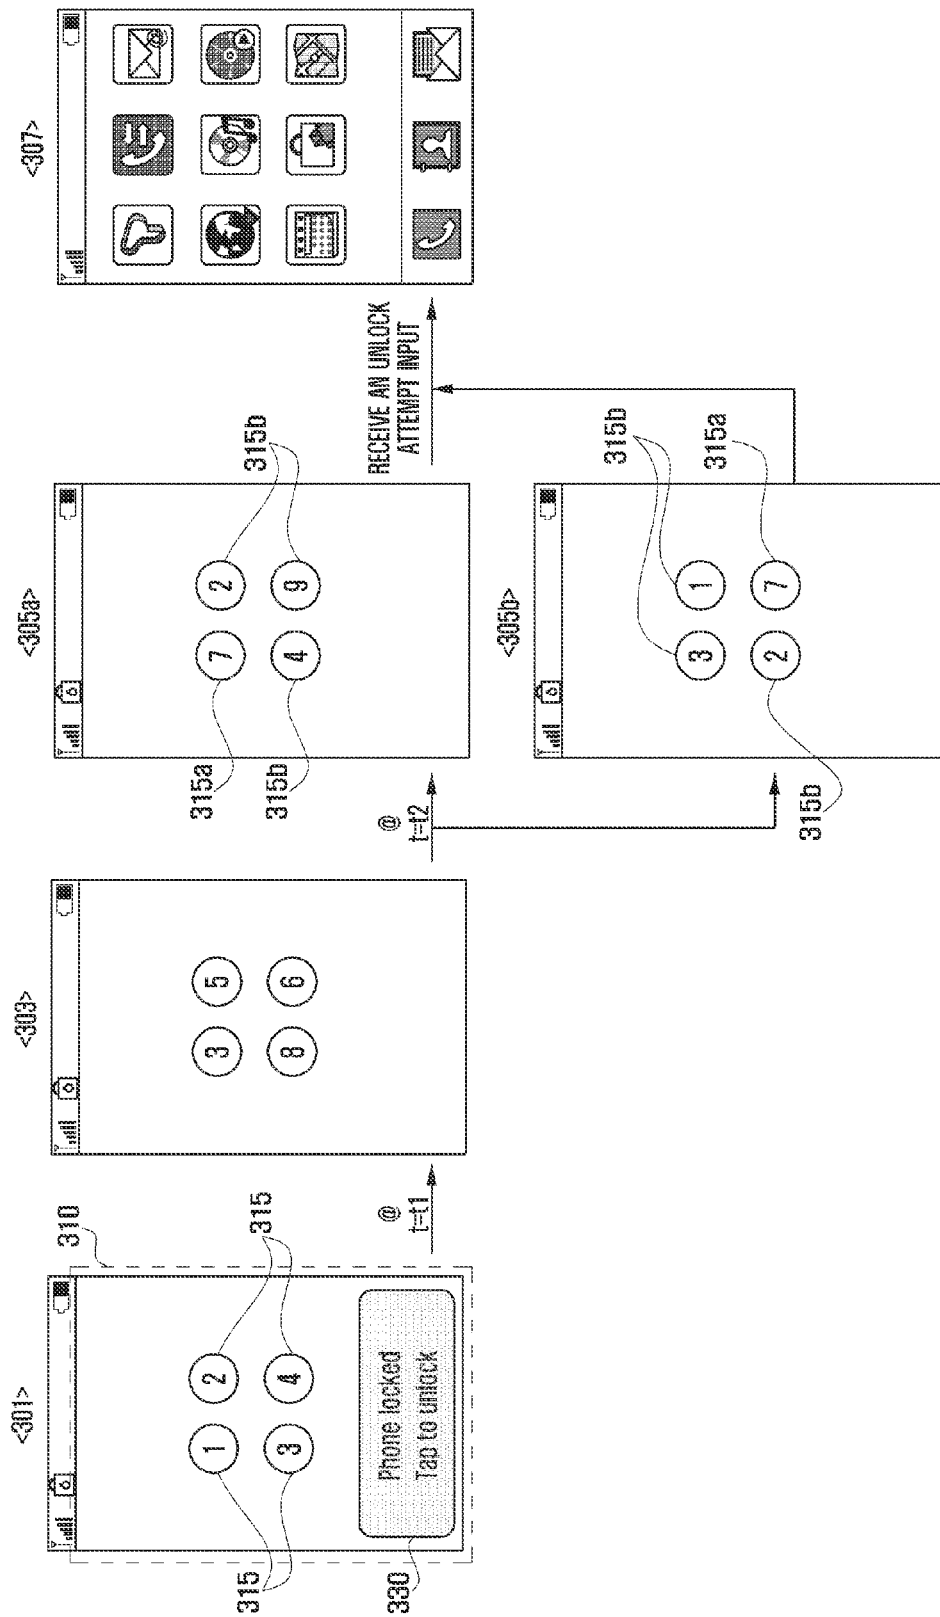 <301>
310
1
2
3
4
315
315
Phone locked
Tap to unlock
330
@
t=t1
<303>
3
5
8
6
@
t=t2
<305a>
7
2
4
9
315a
315b
315b
<305b>
3
1
2
7
315b
315a
315b
RECEIVE AN UNLOCK
ATTEMPT INPUT
<307>